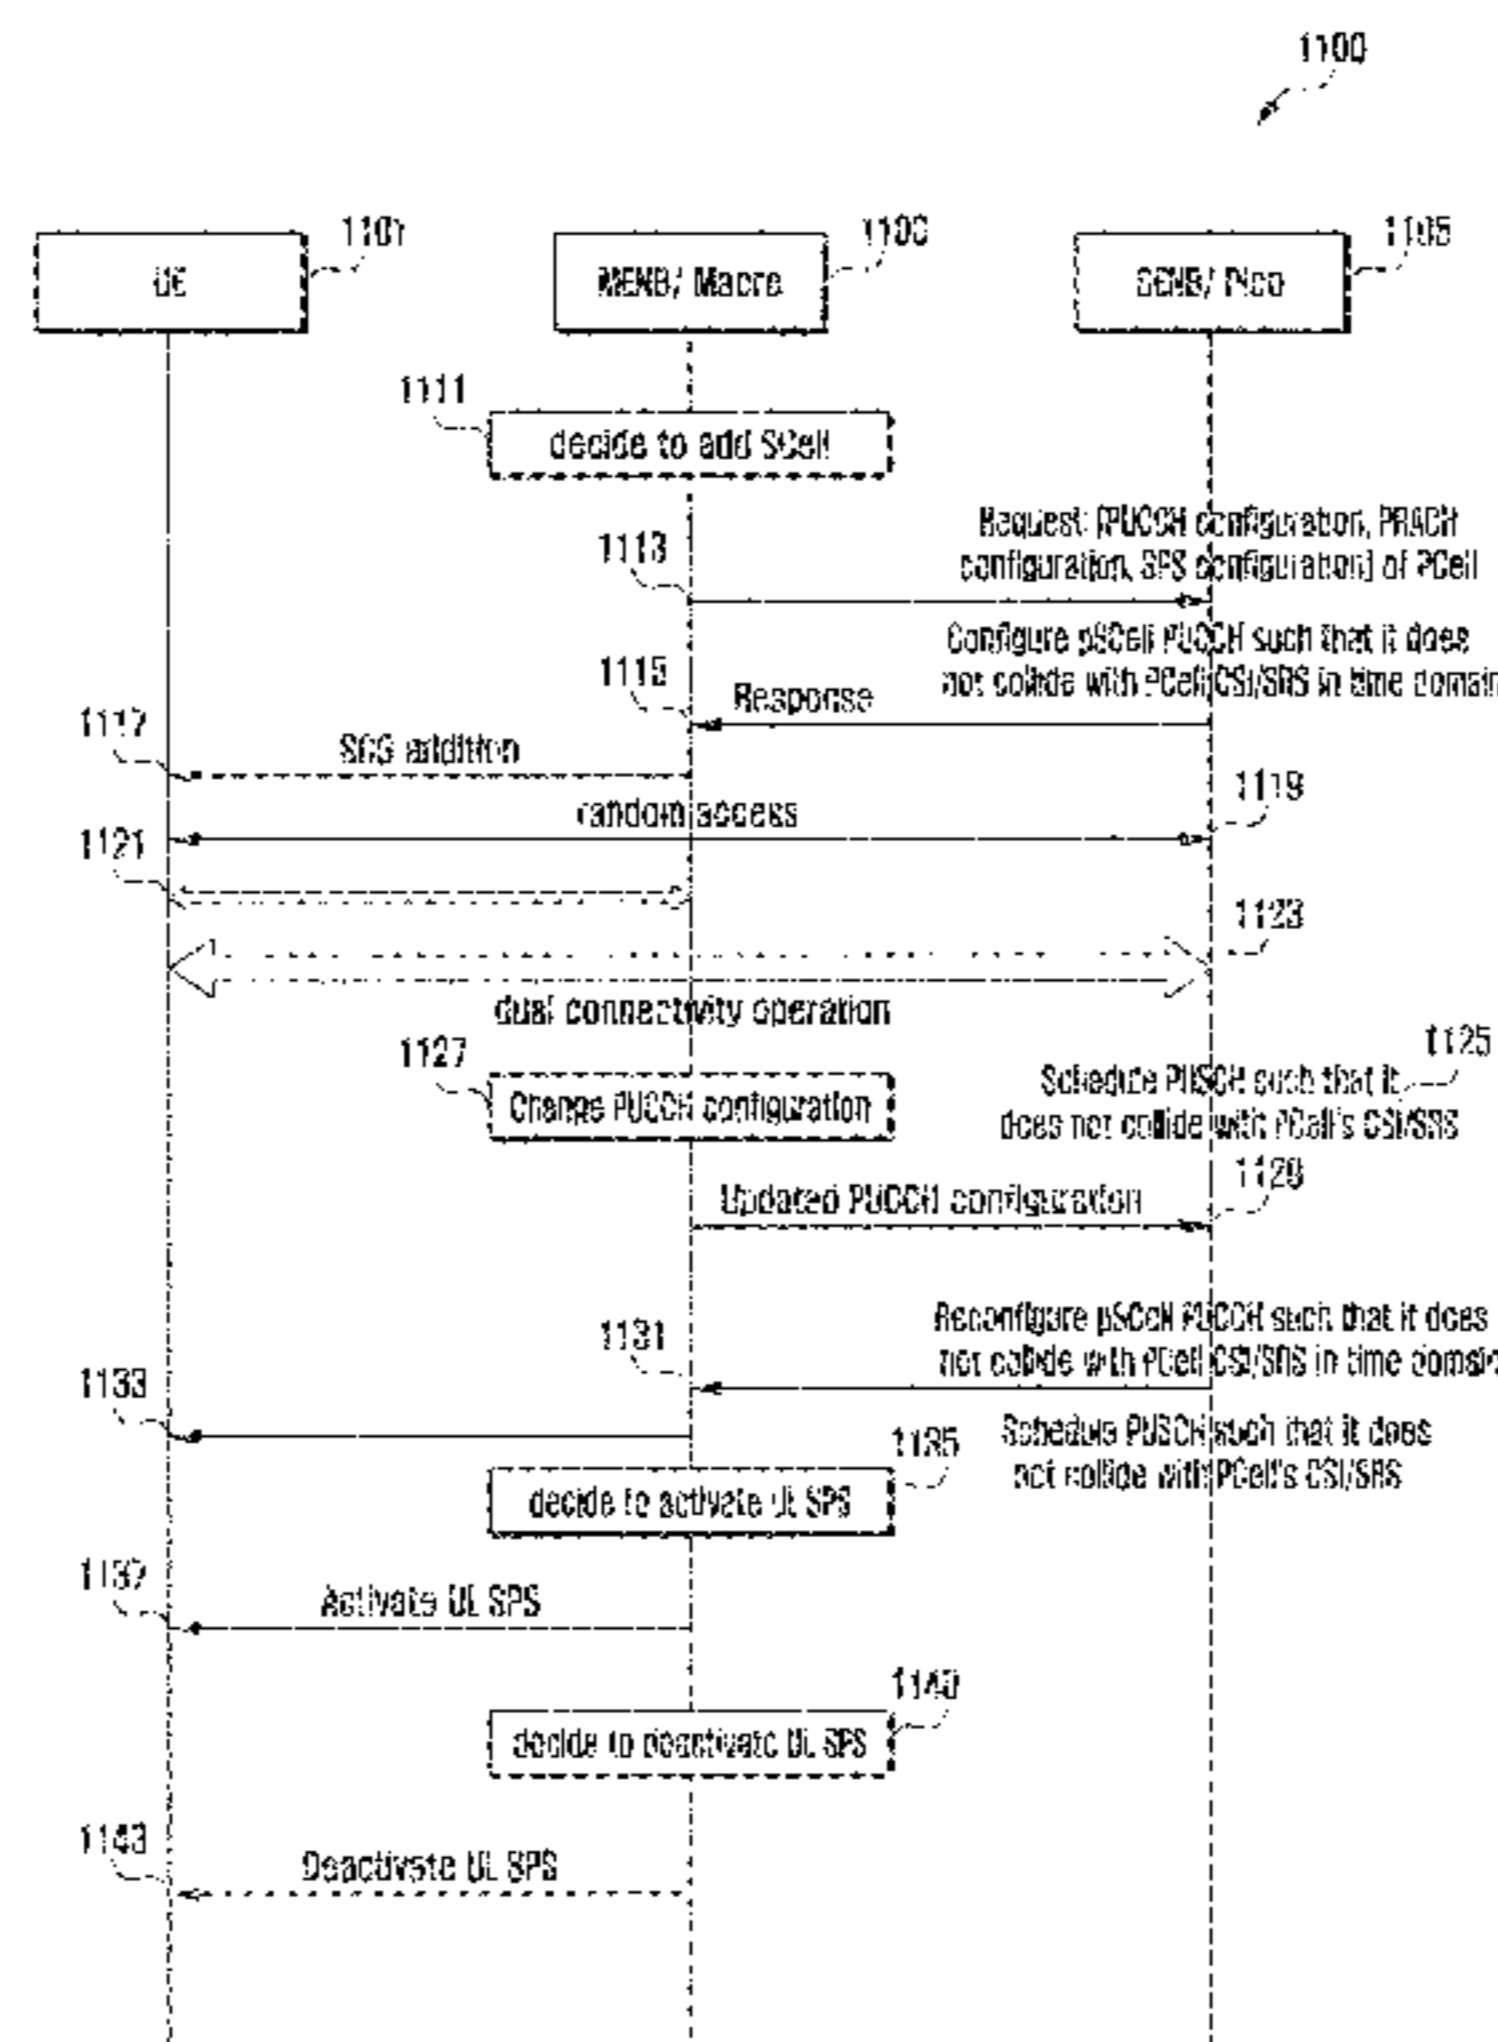 1100
1101
UE
1103
MENB/ Macro
1105
SENB/ Pico
1111
decide to add SCell
1113
Request: [PUCCH configuration, PRACH
configuration, SPS configuration] of PCell
Configure pSCell PUCCH such that it does
not collide with PCell CSI/SRS in time domain
1115
Response
1117
SCG addition
random access
1119
1121
1123
dual connectivity operation
1125
Schedule PUSCH such that it
does not collide with PCell's CSI/SRS
1127
Change PUCCH configuration
Updated PUCCH configuration
Reconfigure pSCell PUCCH such that it does
not collide with PCell CSI/SRS in time domain
1131
1133
Schedule PUSCH such that it does
not collide with PCell's CSI/SRS
1135
decide to activate UL SPS
1137
Activate UL SPS
1140
decide to deactivate UL SPS
1143
Deactivate UL SPS